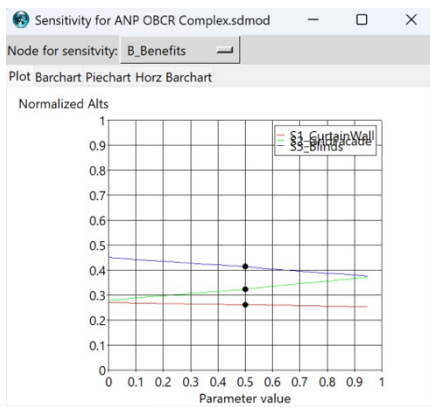 Sensitivity for ANP OBCR Complex.sdmod
Node for sensitvity: B_Benefits
Plot Barchart Piechart Horz Barchart
Normalized Alts
1
S1_CurtainWall
0.9
S3_Blinds
0.8
0.7
0.6
0.5
0.4
0.3
0.2
0.1
0
0 0.1 0.2 0.3 0.4 0.5 0.6 0.7 0.8 0.9 1
Parameter value